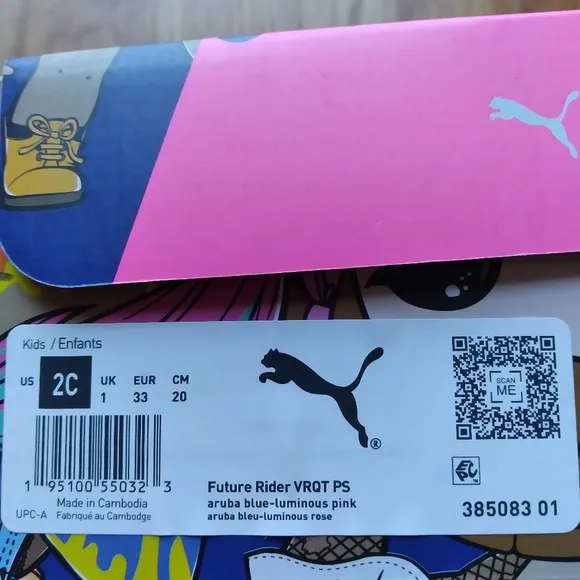 Kids / Enfants
US 2C UK 1 EUR 33 CM 20
1 95100 55032 3
Made in Cambodia
UPC-A Fabriqué au Cambodge
®
Future Rider VRQT PS
aruba blue-luminous pink
aruba bleu-luminous rose
SCAN
ME
385083 01